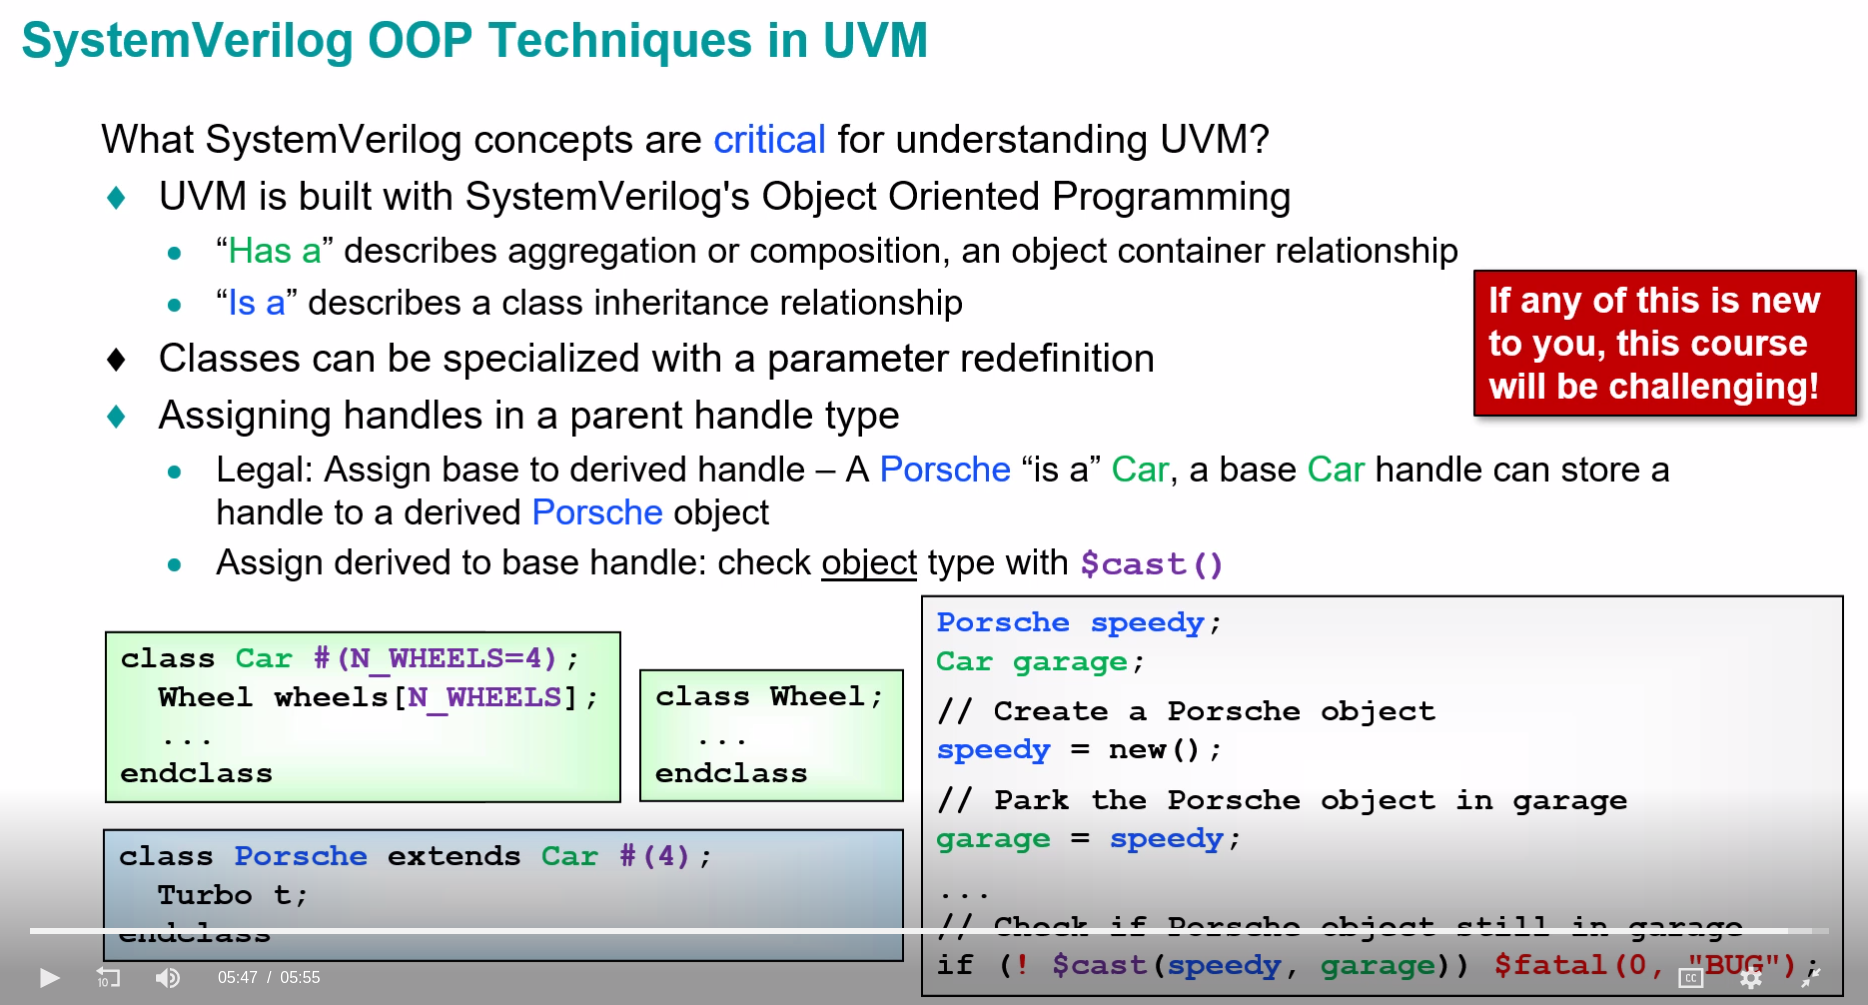 SystemVerilog OOP Techniques in UVM
What SystemVerilog concepts are critical for understanding UVM?
♦ UVM is built with SystemVerilog's Object Oriented Programming
• “Has a” describes aggregation or composition, an object container relationship
• “Is a” describes a class inheritance relationship
♦ Classes can be specialized with a parameter redefinition
♦ Assigning handles in a parent handle type
• Legal: Assign base to derived handle – A Porsche “is a” Car, a base Car handle can store a
handle to a derived Porsche object
• Assign derived to base handle: check object type with $cast()
If any of this is new
to you, this course
will be challenging!
class Car #(N_WHEELS=4);
  Wheel wheels[N_WHEELS];
  ...
endclass
class Wheel;
  ...
endclass
class Porsche extends Car #(4);
  Turbo t;
endclass
Porsche speedy;
Car garage;
// Create a Porsche object
speedy = new();
// Park the Porsche object in garage
garage = speedy;
...
// Check if Porsche object still in garage
if (! $cast(speedy, garage)) $fatal(0, "BUG");
10
05:47 / 05:55
CC